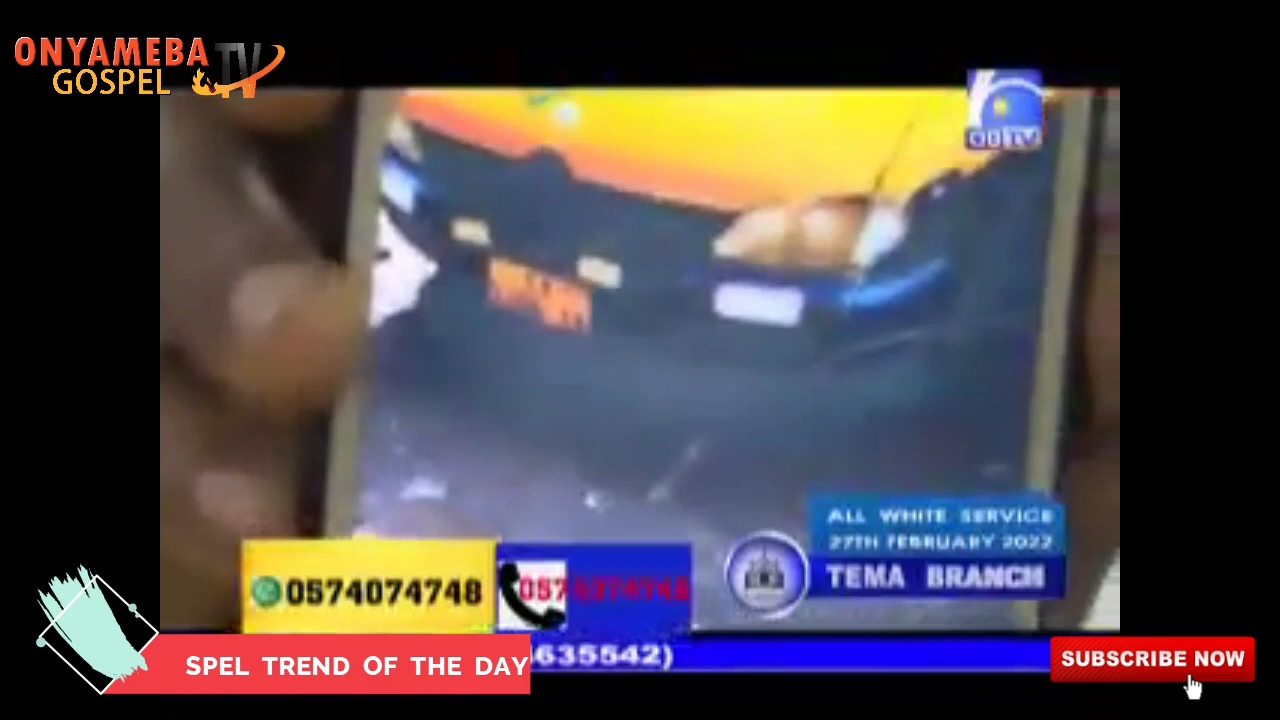 ONYAMEBA
GOSPEL TV
OBTV
ALL WHITE SERVICE
27TH FEBRUARY 2022
TEMA BRANCH
0574074748
0574074748
635542)
SPEL TREND OF THE DAY
SUBSCRIBE NOW